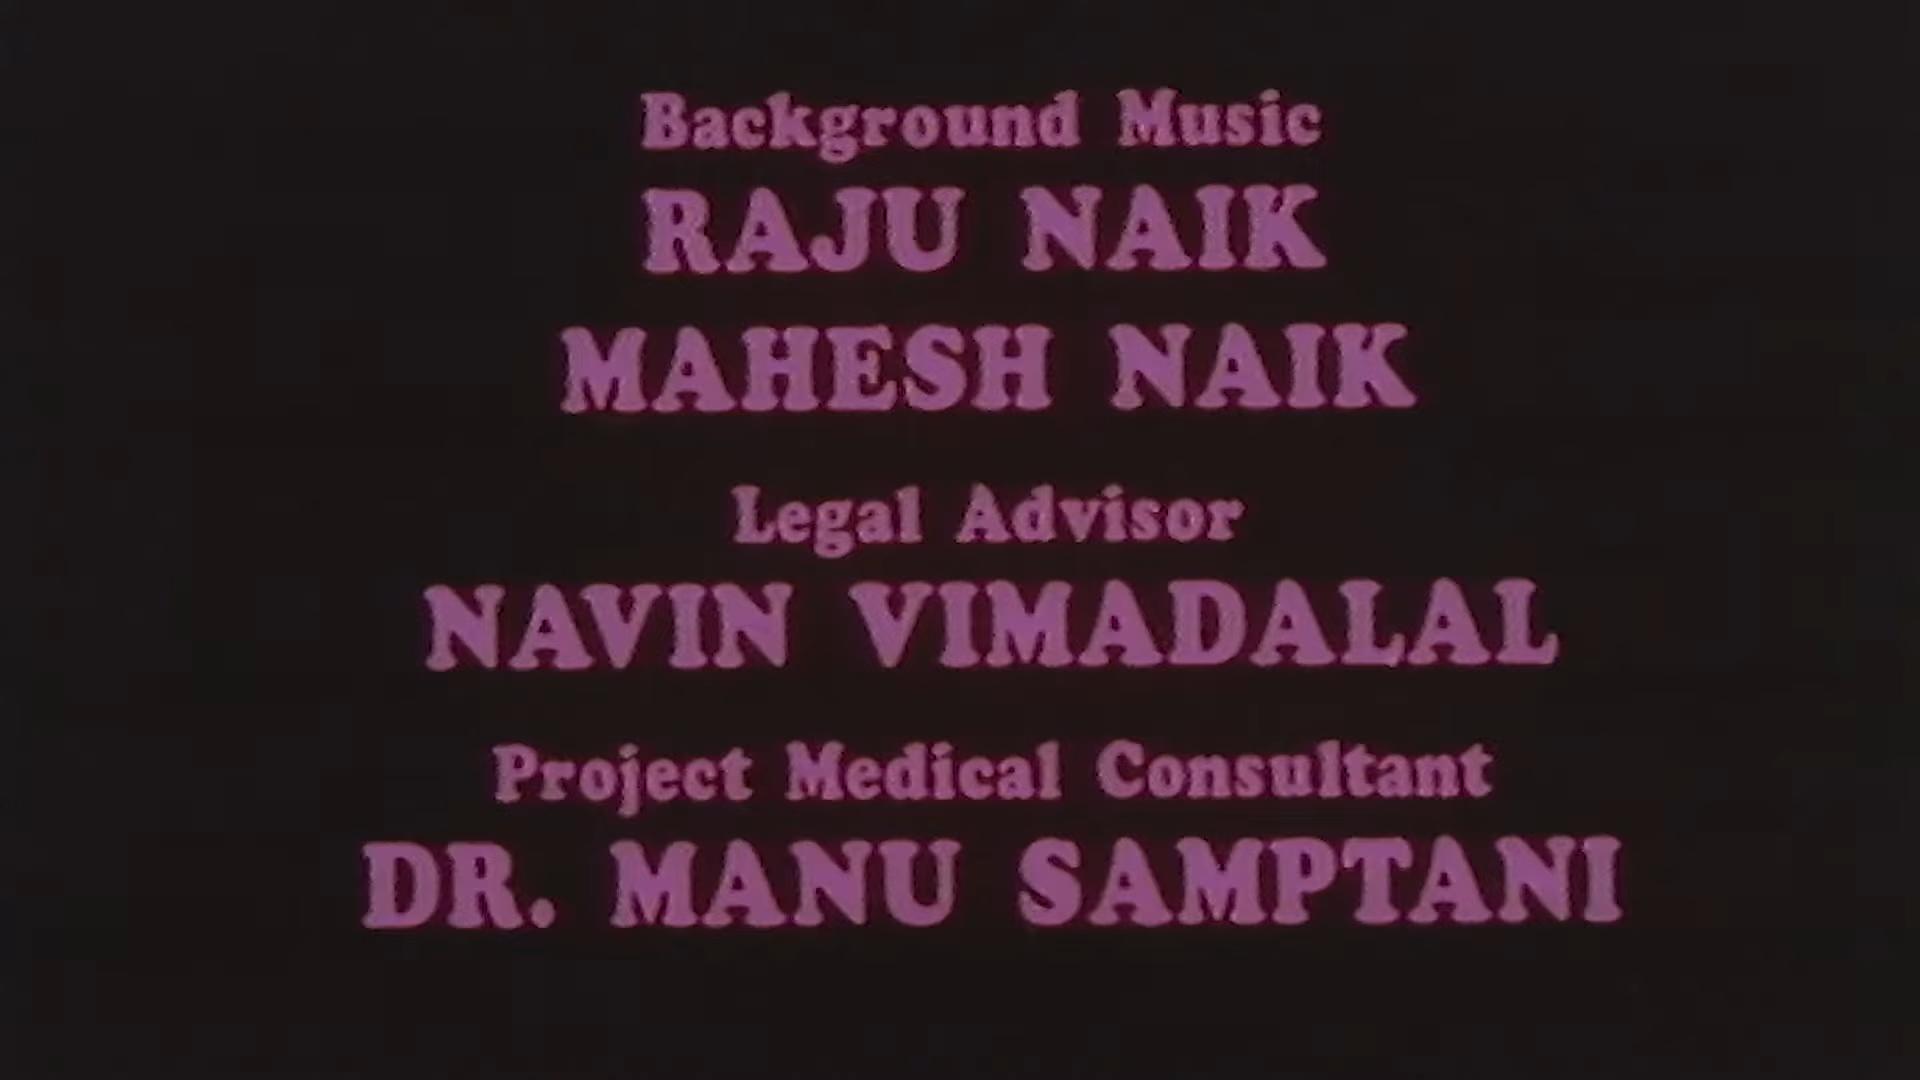 Background Music
RAJU NAIK
MAHESH NAIK
Legal Advisor
NAVIN VIMADALAL
Project Medical Consultant
DR. MANU SAMPTANI